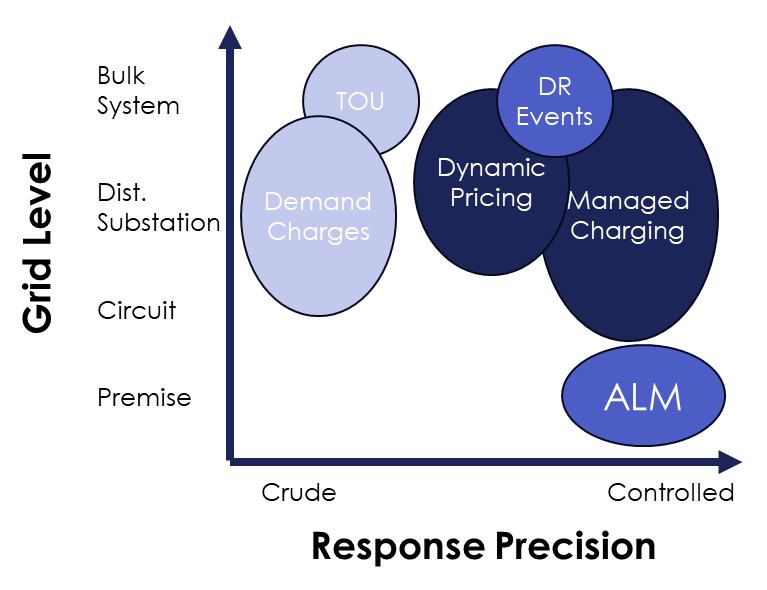 Grid Level
Bulk
System
Dist.
Substation
Circuit
Premise
TOU
Demand
Charges
Dynamic
Pricing
DR
Events
Managed
Charging
ALM
Crude
Controlled
Response Precision